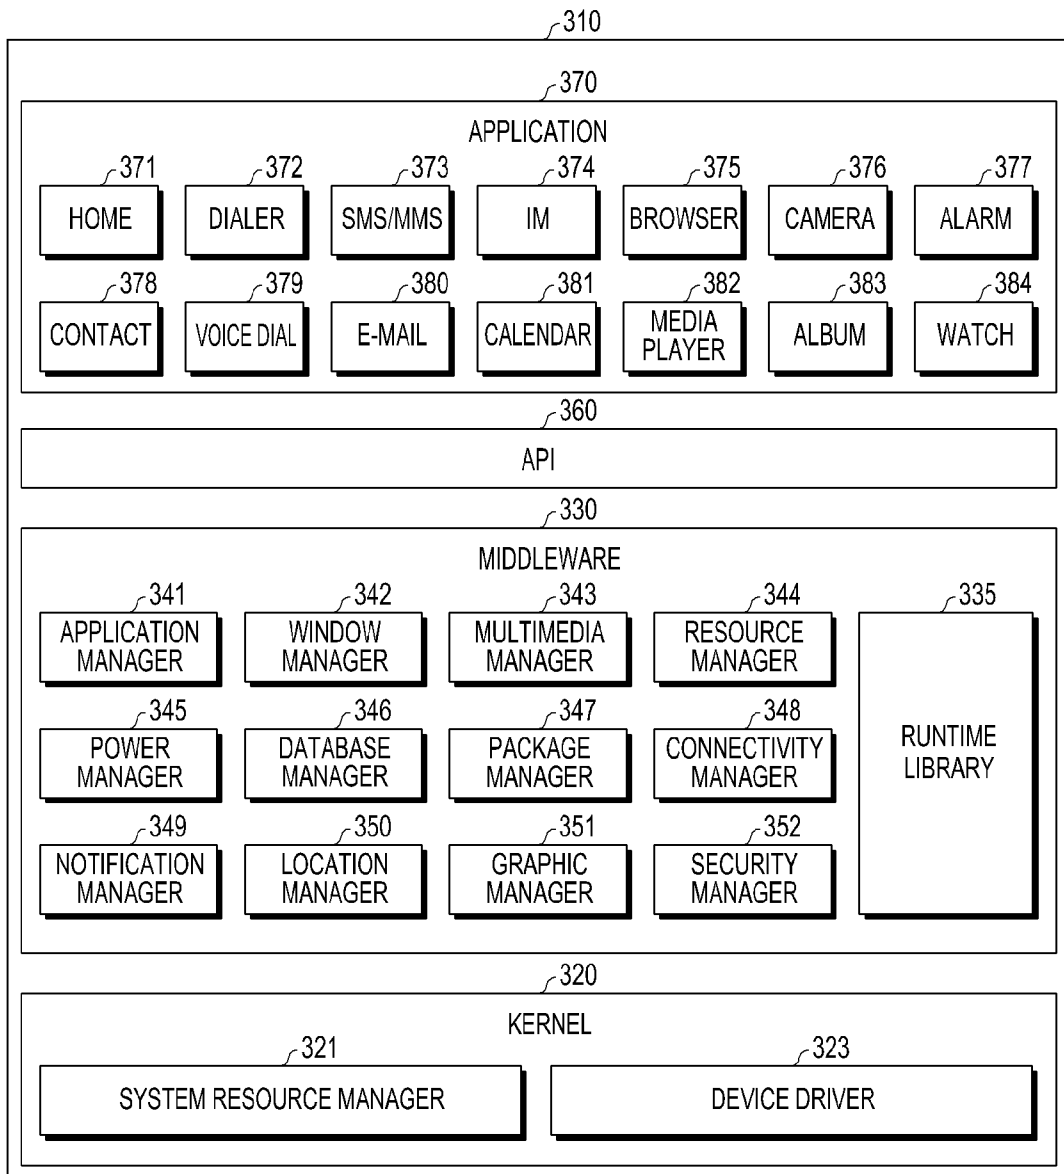 310
370
APPLICATION
371 372 373 374 375 376 377
HOME DIALER SMS/MMS IM BROWSER CAMERA ALARM
378 379 380 381 382 383 384
CONTACT VOICE DIAL E-MAIL CALENDAR MEDIA PLAYER ALBUM WATCH
360
API
330
MIDDLEWARE
341 342 343 344 335
APPLICATION MANAGER WINDOW MANAGER MULTIMEDIA MANAGER RESOURCE MANAGER
345 346 347 348
POWER MANAGER DATABASE MANAGER PACKAGE MANAGER CONNECTIVITY MANAGER RUNTIME LIBRARY
349 350 351 352
NOTIFICATION MANAGER LOCATION MANAGER GRAPHIC MANAGER SECURITY MANAGER
320
KERNEL
321 323
SYSTEM RESOURCE MANAGER DEVICE DRIVER